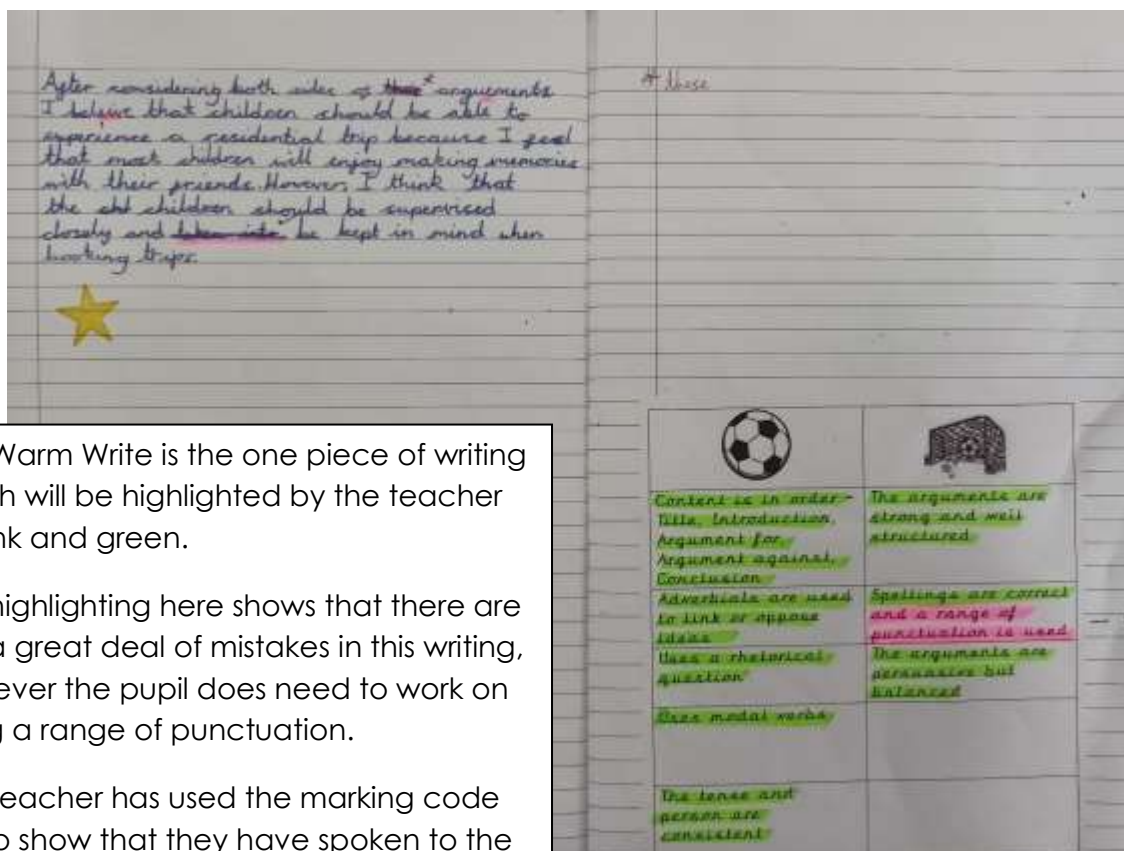 After considering both sides of these * arguements
I beleive that children should be able to
experience a residential trip because I feel
that most children will enjoy making memories
with their friends. However, I think that
the cht children should be supervised
closely and taken into be kept in mind when
booking trips.
* these
Warm Write is the one piece of writing
h will be highlighted by the teacher
nk and green.
highlighting here shows that there are
a great deal of mistakes in this writing,
ever the pupil does need to work on
g a range of punctuation.
eacher has used the marking code
o show that they have spoken to the
Content is in order -
Title, Introduction,
Argument for,
Argument against,
Conclusion
The arguments are
strong and well
structured
Adverbials are used
to link or oppose
ideas
Spellings are correct
and a range of
punctuation is used
Uses a rhetorical
question
The arguments are
persuasive but
balanced
Uses modal verbs
The tense and
person are
consistent